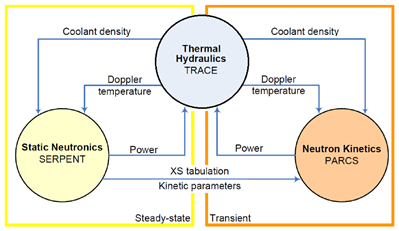 Coolant density
Thermal
Hydraulics
TRACE
Coolant density
Doppler
temperature
Doppler
temperature
Static Neutronics
SERPENT
Power
Power
Neutron Kinetics
PARCS
XS tabulation
Kinetic parameters
Steady-state
Transient